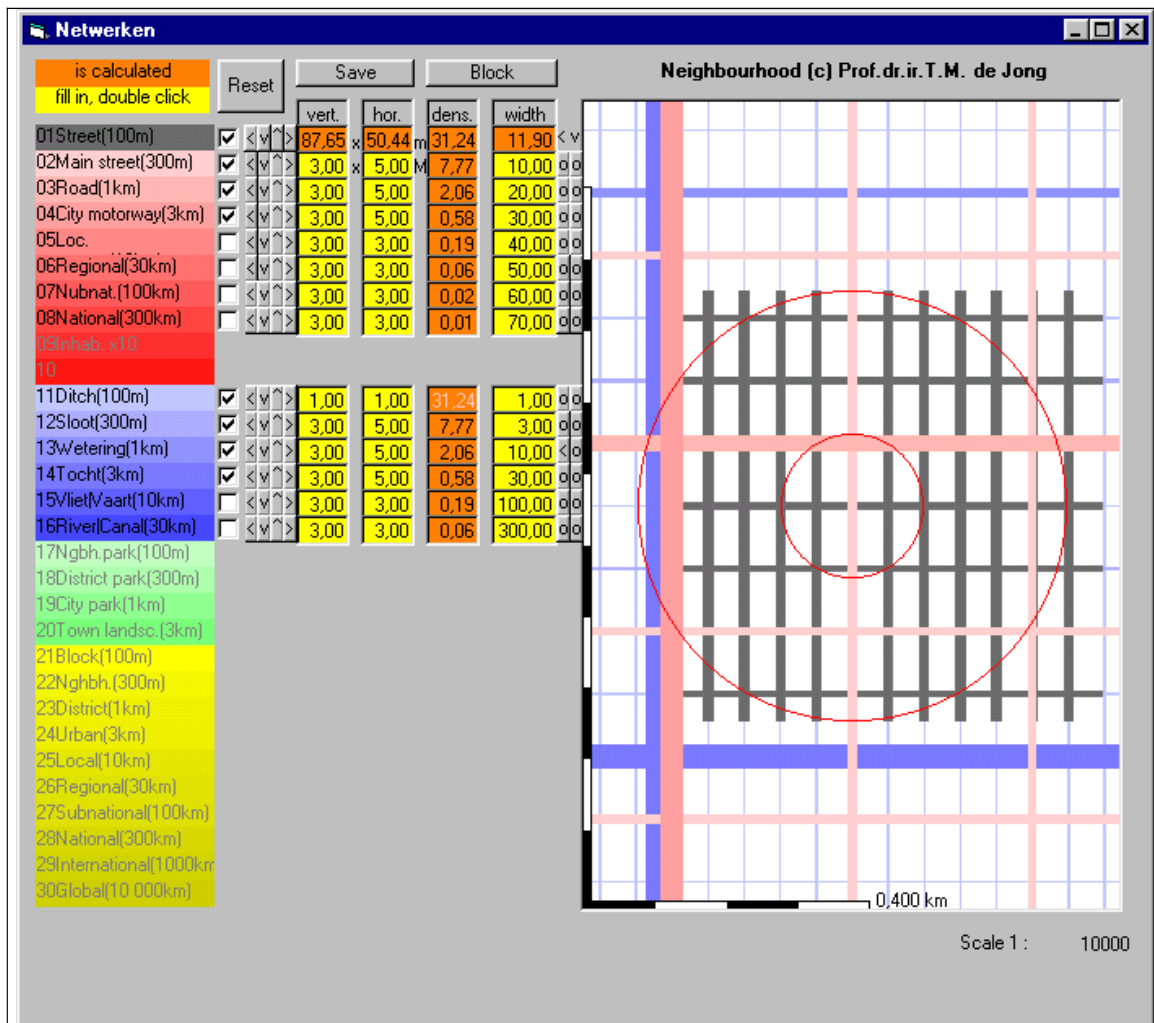 Netwerken
is calculated
fill in, double click
Reset
Save
Block
Neighbourhood (c) Prof.dr.ir.T.M. de Jong
vert. hor. dens. width
01Street(100m) < v ^ > 87,65 x 50,44 m 31,24 11,90 < v
02Main street(300m) < v ^ > 3,00 x 5,00 M 7,77 10,00 o o
03Road(1km) < v ^ > 3,00 5,00 2,06 20,00 o o
04City motorway(3km) < v ^ > 3,00 5,00 0,58 30,00 o o
05Loc. < v ^ > 3,00 3,00 0,19 40,00 o o
06Regional(30km) < v ^ > 3,00 3,00 0,06 50,00 o o
07Nubnat.(100km) < v ^ > 3,00 3,00 0,02 60,00 o o
08National(300km) < v ^ > 3,00 3,00 0,01 70,00 o o
09Inhab. x10
10
11Ditch(100m) < v ^ > 1,00 1,00 31,24 1,00 o o
12Sloot(300m) < v ^ > 3,00 5,00 7,77 3,00 o o
13Wetering(1km) < v ^ > 3,00 5,00 2,06 10,00 < o
14Tocht(3km) < v ^ > 3,00 5,00 0,58 30,00 o o
15Vliet|Vaart(10km) < v ^ > 3,00 3,00 0,19 100,00 o o
16River|Canal(30km) < v ^ > 3,00 3,00 0,06 300,00 o o
17Ngbh.park(100m)
18District park(300m)
19City park(1km)
20Town landsc.(3km)
21Block(100m)
22Nghbh.(300m)
23District(1km)
24Urban(3km)
25Local(10km)
26Regional(30km)
27Subnational(100km)
28National(300km)
29International(1000km
30Global(10 000km)
0,400 km
Scale 1 : 10000